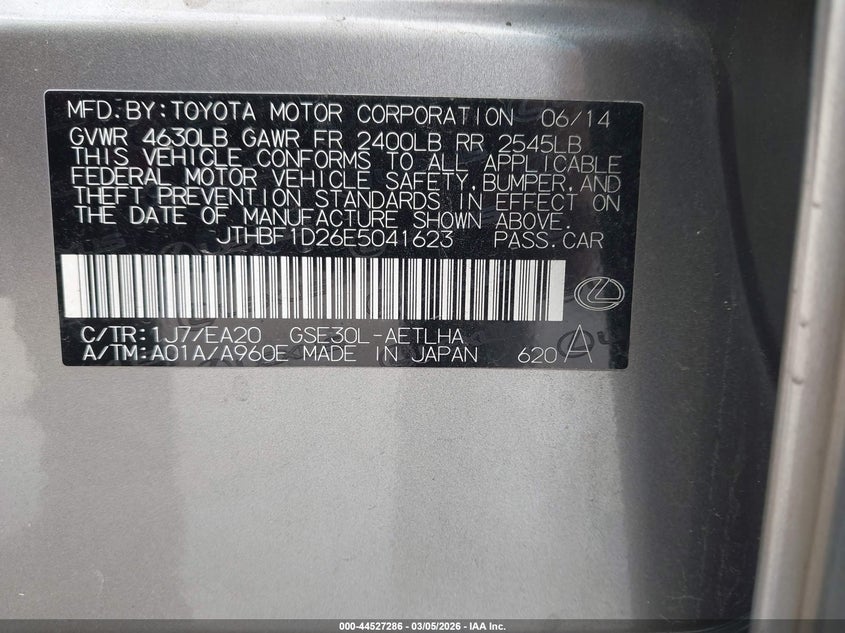 MFD. BY: TOYOTA MOTOR CORPORATION 06/14
GVWR 4630LB GAWR FR 2400LB RR 2545LB
THIS VEHICLE CONFORMS TO ALL APPLICABLE
FEDERAL MOTOR VEHICLE SAFETY, BUMPER, AND
THEFT PREVENTION STANDARDS IN EFFECT ON
THE DATE OF MANUFACTURE SHOWN ABOVE.
JTHBF1D26E5041623 PASS. CAR
C/TR: 1J7/EA20 GSE30L-AETLHA
A/TM: A01A/A960E MADE IN JAPAN 620 A
000-44527286 - 03/05/2026 - IAA Inc.